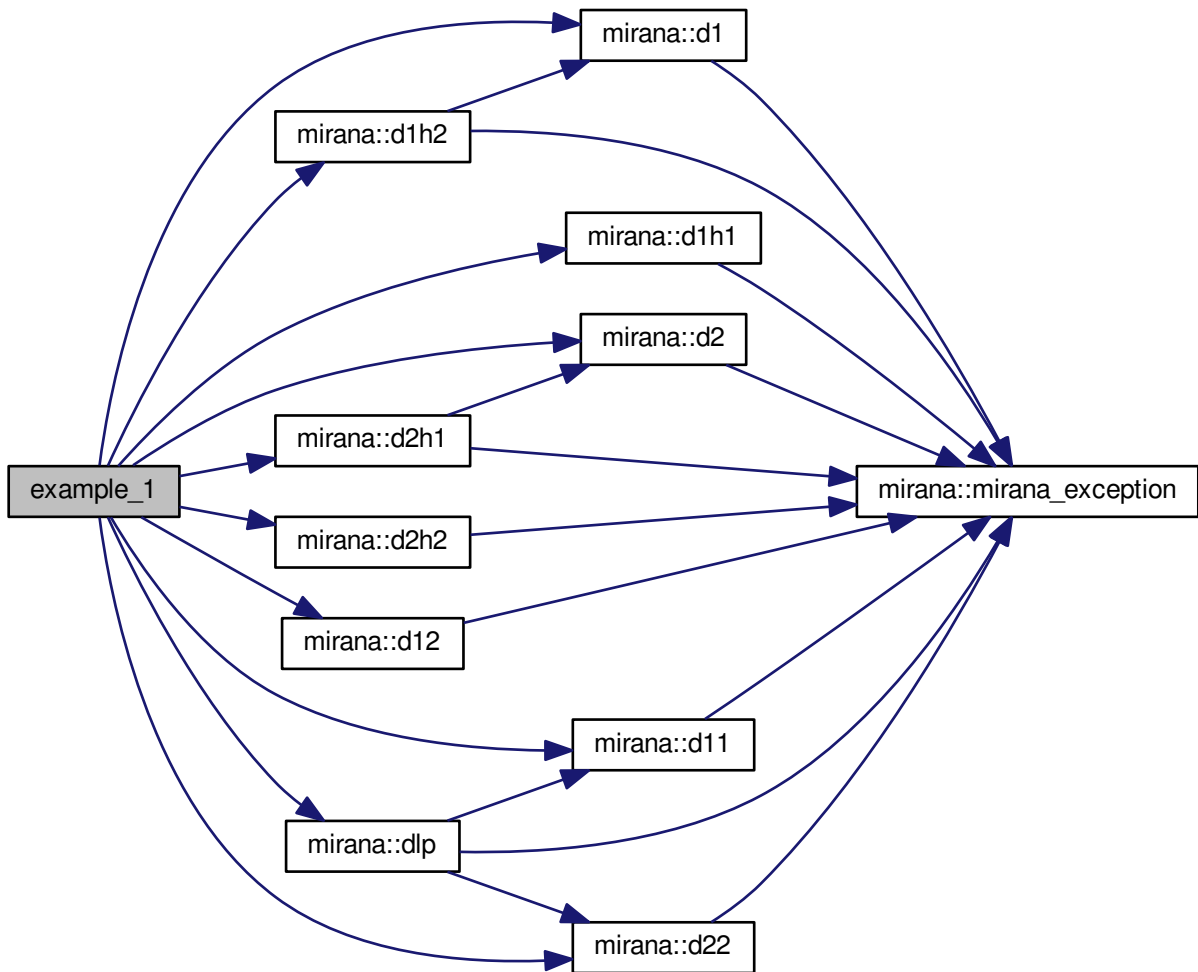 mirana::d1
mirana::d1h2
mirana::d1h1
mirana::d2
mirana::d2h1
example_1
mirana::mirana_exception
mirana::d2h2
mirana::d12
mirana::d11
mirana::dlp
mirana::d22